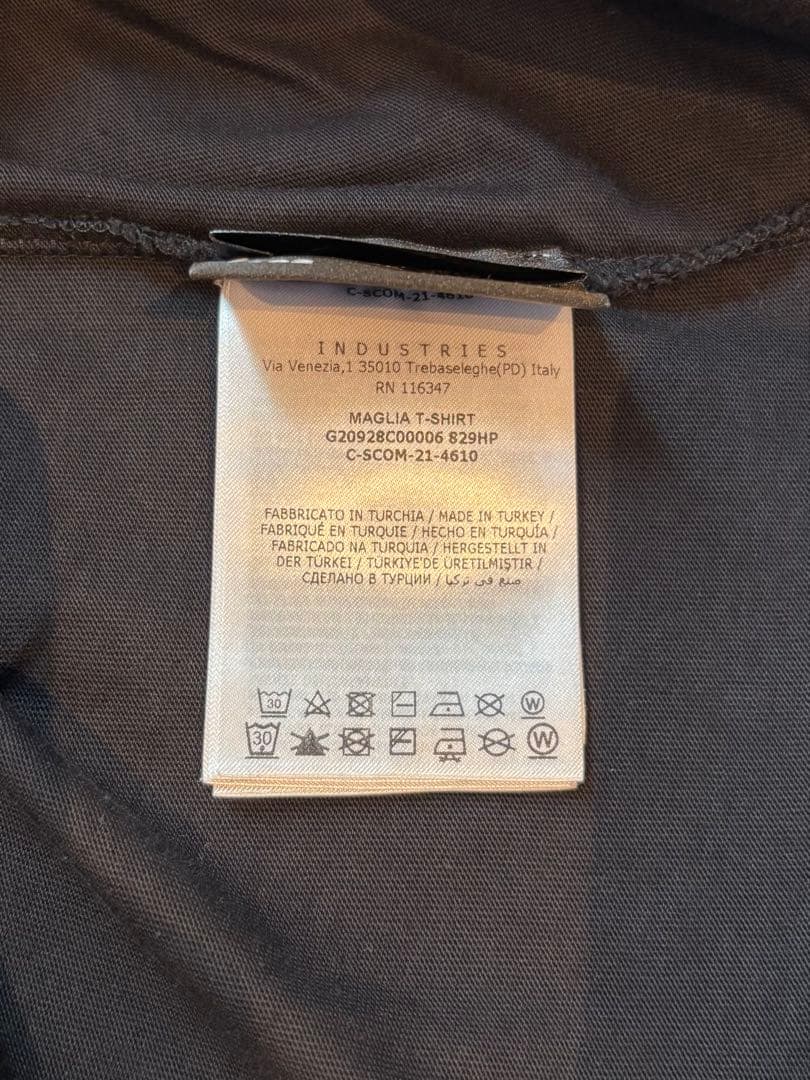 C-SCOM-21-4610
INDUSTRIES
Via Venezia,1 35010 Trebaseleghe(PD) Italy
RN 116347
MAGLIA T-SHIRT
G20928C00006 829HP
C-SCOM-21-4610
FABBRICATO IN TURCHIA / MADE IN TURKEY /
FABRIQUÉ EN TURQUIE / HECHO EN TURQUÍA /
FABRICADO NA TURQUIA / HERGESTELLT IN
DER TÜRKEI / TÜRKIYE'DE ÜRETILMIŞTIR /
СДЕЛАНО В ТУРЦИИ / صنع في تركيا
30 W
30 W